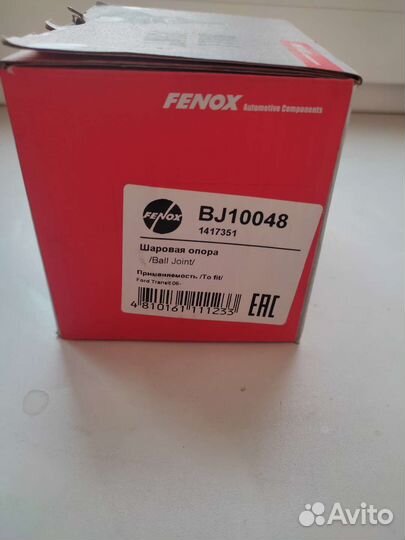 FENOX
Automotive Components
FENOX
BJ10048
1417351
Шаровая опора
/Ball Joint/
Применяемость /To fit/
Ford Transit 06-
4 810161 111233
EAC
Avito